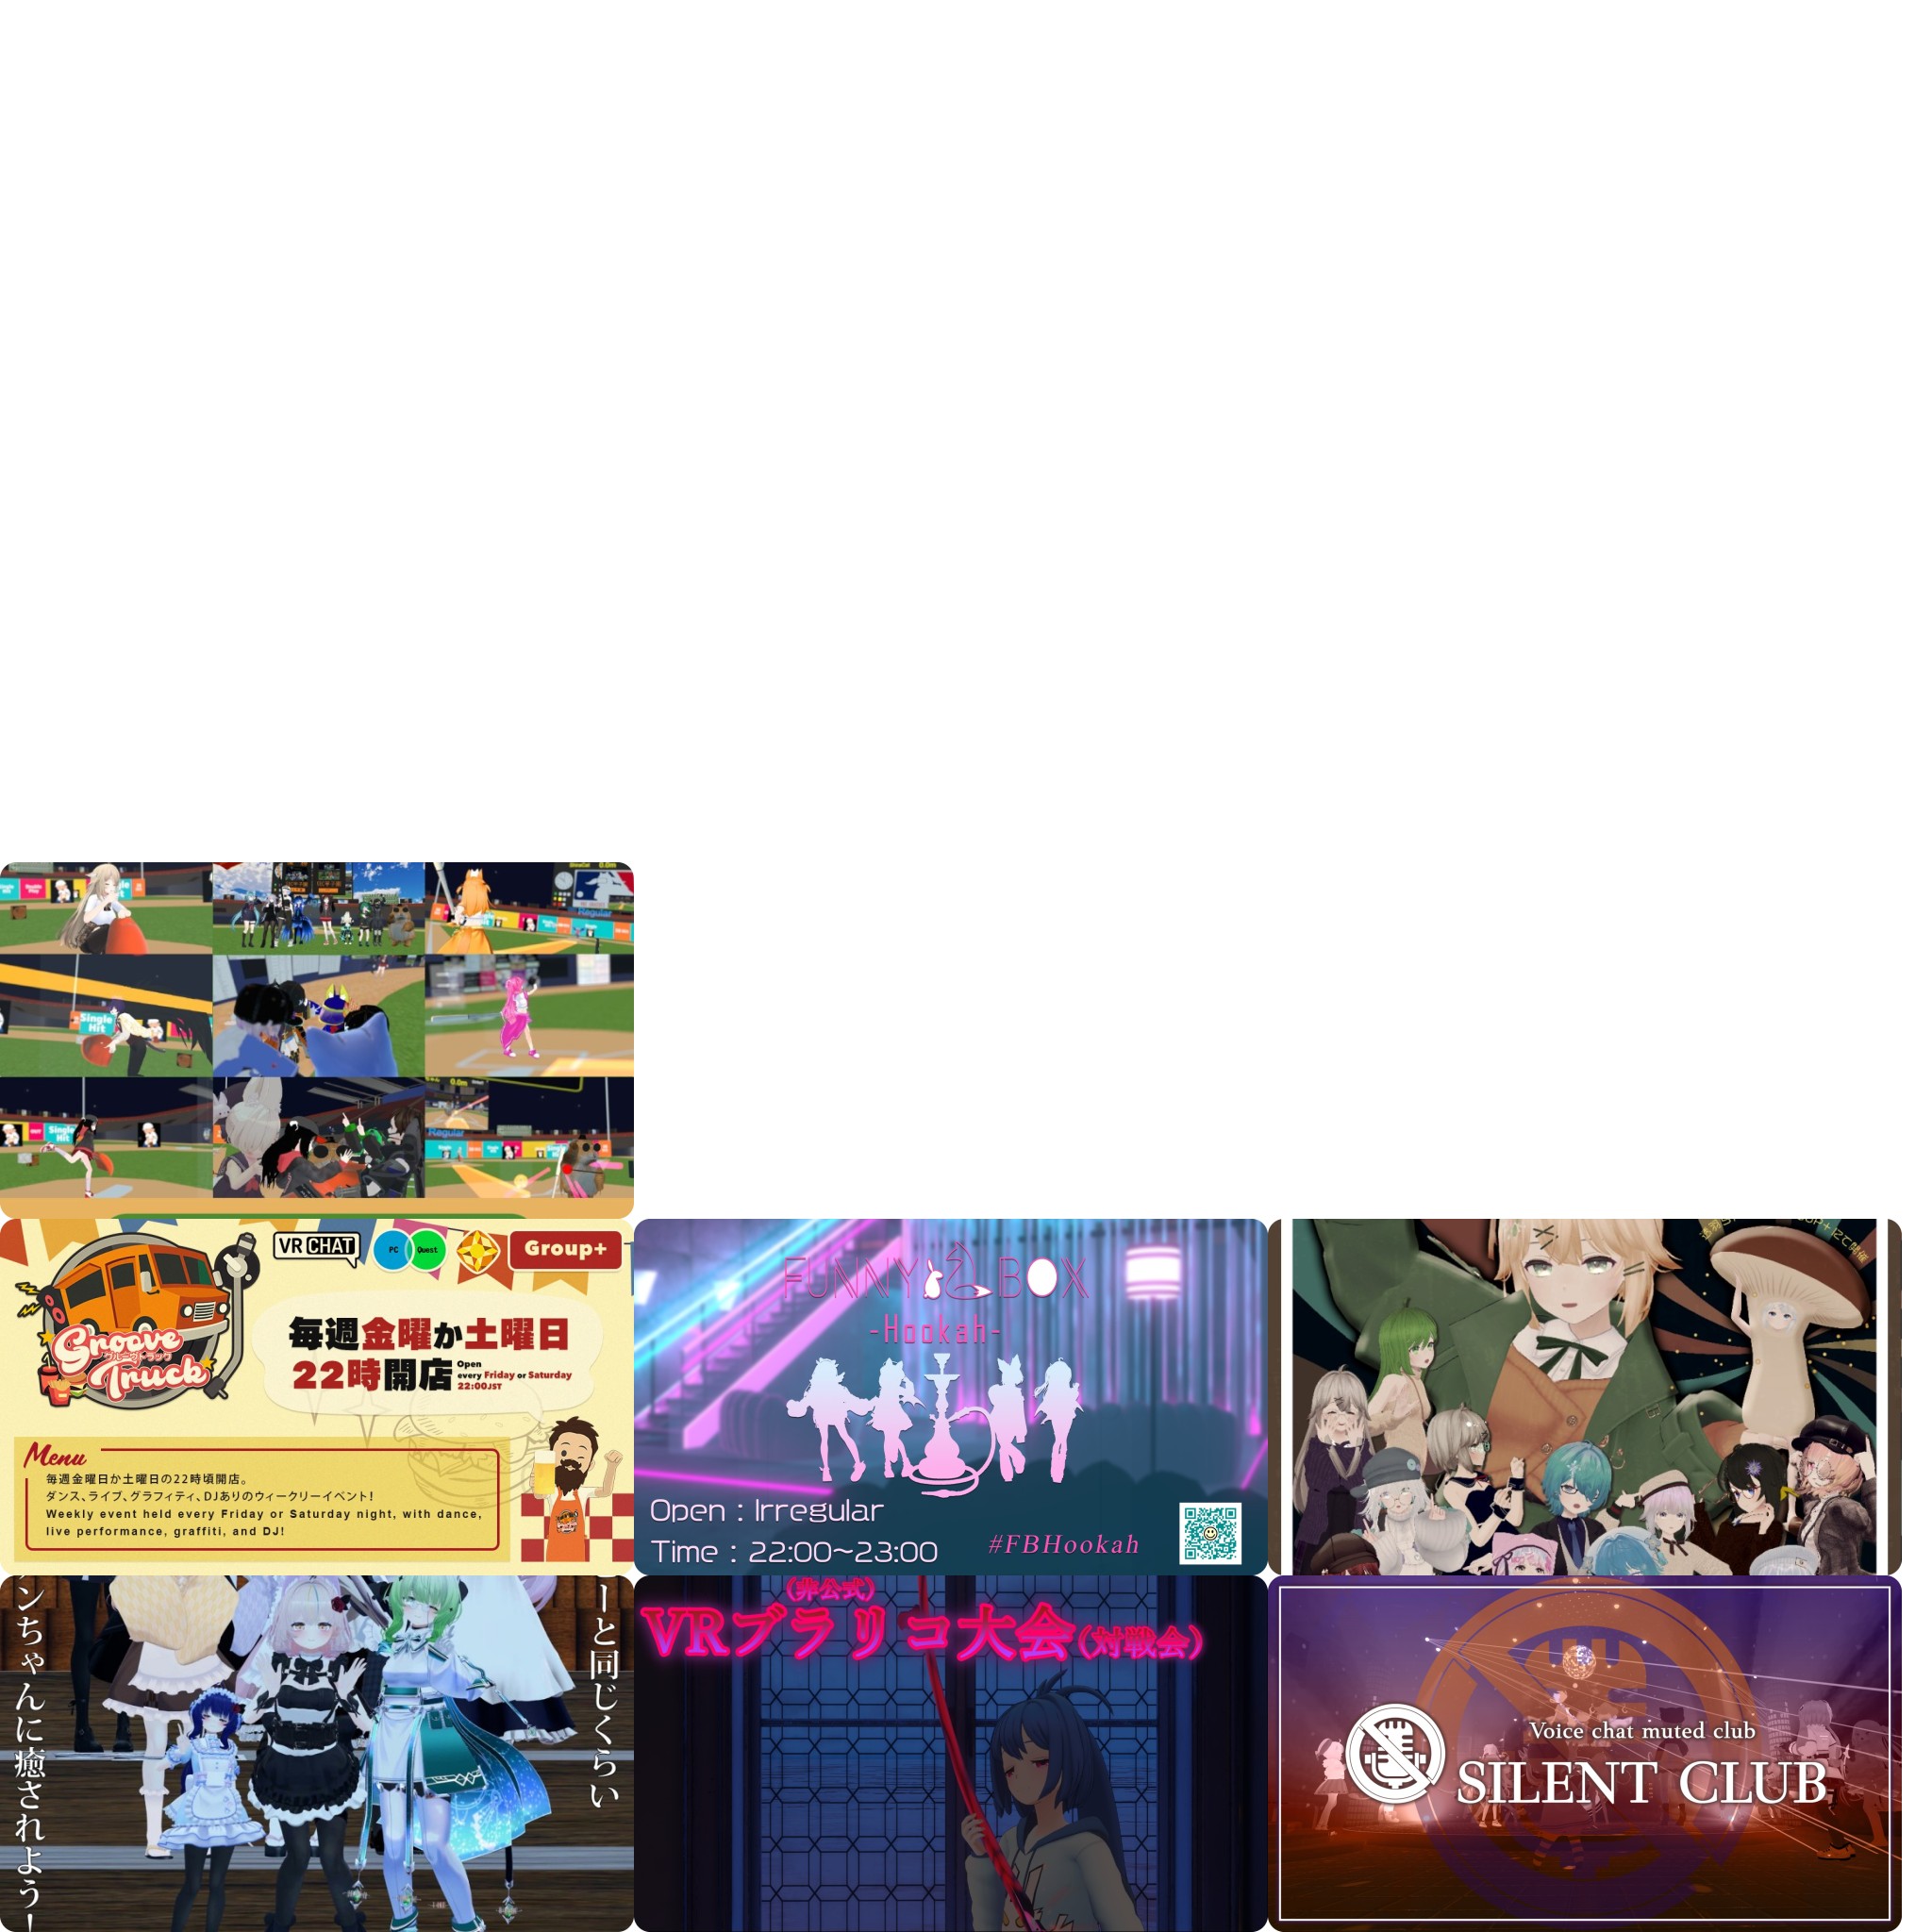 Regular
Single
Hit
Single
Hit
Regular
0.0m
VRCHAT
PC
Quest
Group+
Groove
グルーヴトラック
Truck
毎週金曜か土曜日
22時開店
Open
every Friday or Saturday
22:00JST
Menu
毎週金曜日か土曜日の22時頃開店。
ダンス、ライブ、グラフィティ、DJありのウィークリーイベント!
Weekly event held every Friday or Saturday night, with dance,
live performance, graffiti, and DJ!
FUNNY BOX
-Hookah-
Open : Irregular
Time : 22:00~23:00
#FBHookah
ーと同じくらい
ンちゃんに癒されよう!
(非公式)
VRブラリコ大会(対戦会)
Voice chat muted club
SILENT CLUB